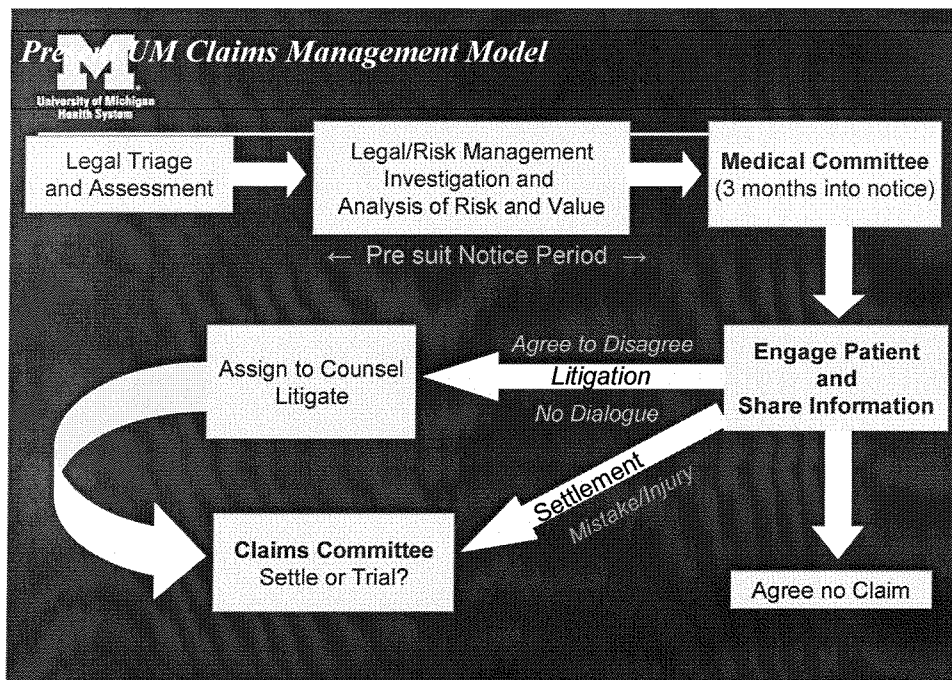 UM Claims Management Model
M
University of Michigan
Health System
Legal Triage
and Assessment
Legal/Risk Management
Investigation and
Analysis of Risk and Value
Medical Committee
(3 months into notice)
← Pre suit Notice Period →
Assign to Counsel
Litigate
Agree to Disagree
Litigation
No Dialogue
Engage Patient
and
Share Information
Settlement
Mistake/Injury
Claims Committee
Settle or Trial?
Agree no Claim